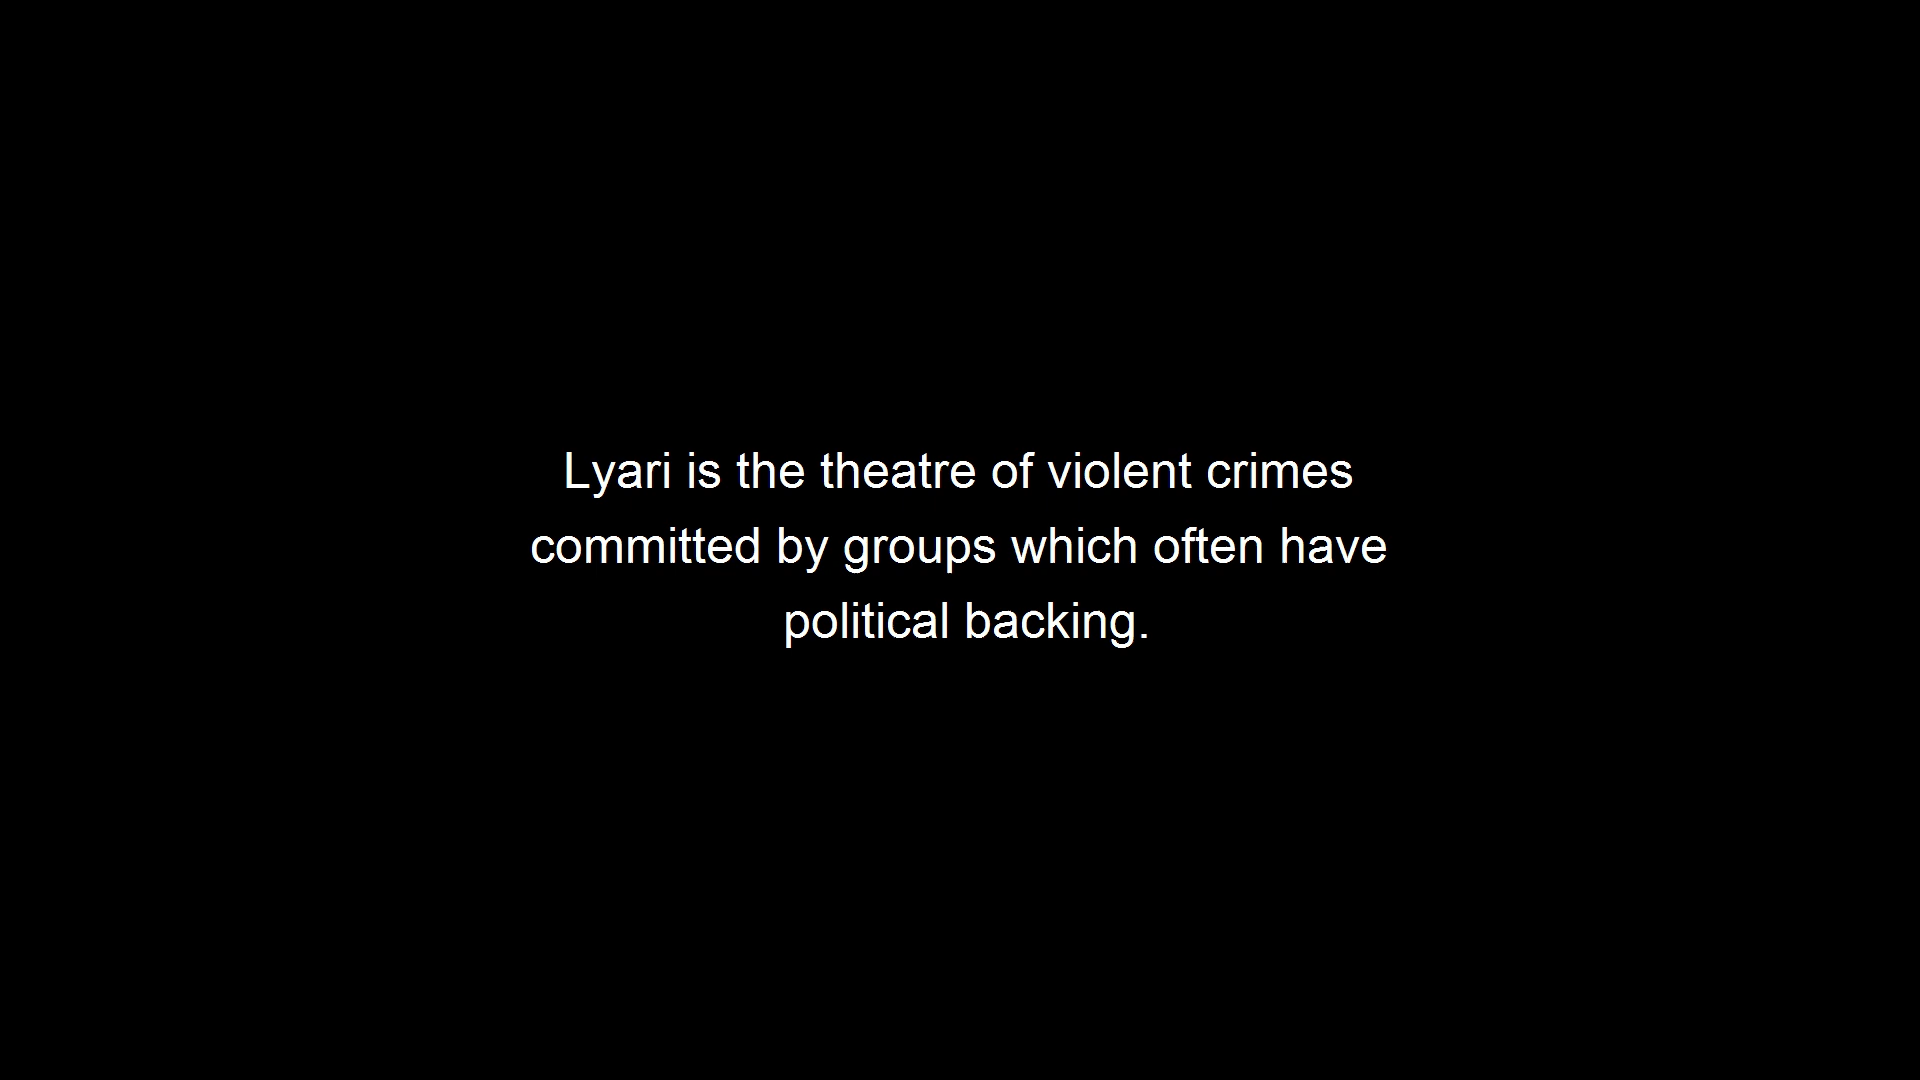 Lyari is the theatre of violent crimes
committed by groups which often have
political backing.